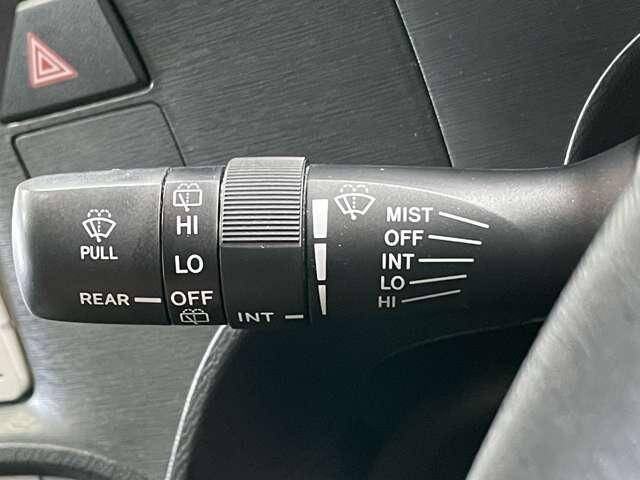 PULL
REAR
HI
LO
OFF
INT
MIST
OFF
INT
LO
HI